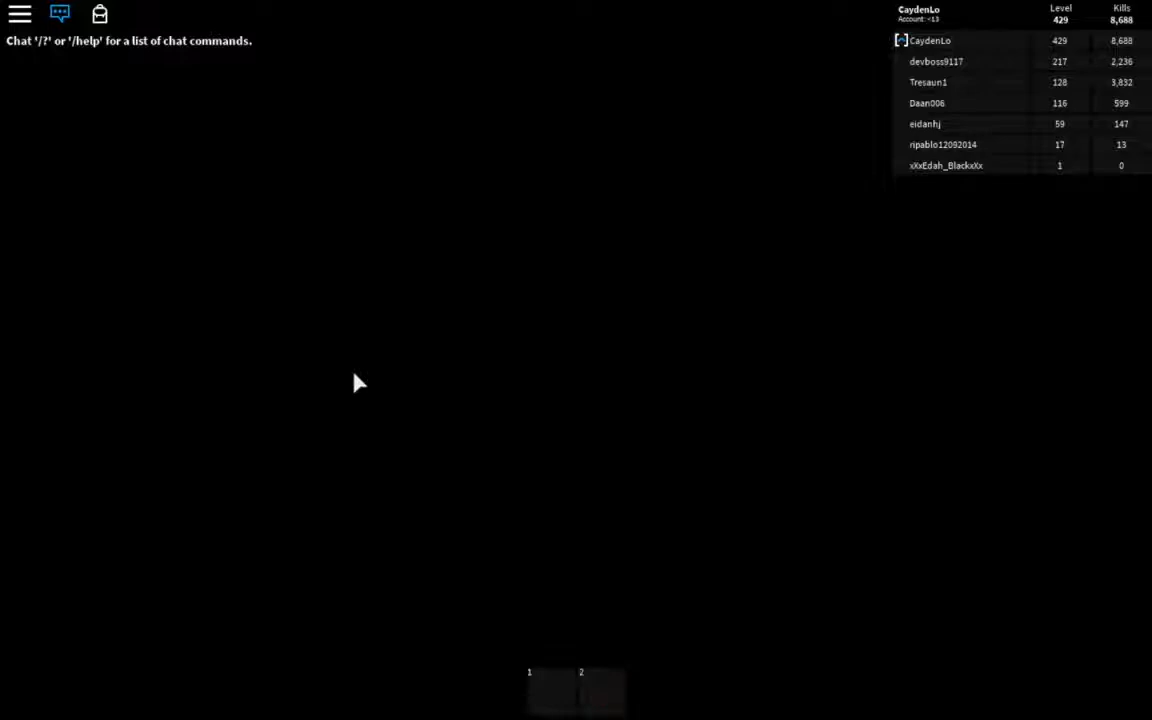 CaydenLo Level Kills
Account: <13 429 8,688
Chat '/?' or '/help' for a list of chat commands.
CaydenLo 429 8,688
devboss9117 217 2,236
Tresaun1 128 3,832
Daan006 116 599
eidanhj 59 147
ripablo12092014 17 13
xXxEdah_BlackxXx 1 0
1 2